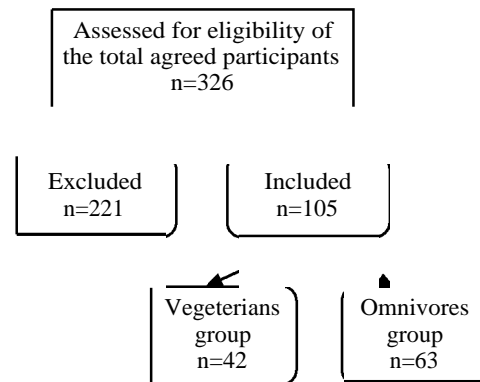 Assessed for eligibility of
the total agreed participants
n=326
Excluded
n=221
Included
n=105
Vegeterians
group
n=42
Omnivores
group
n=63